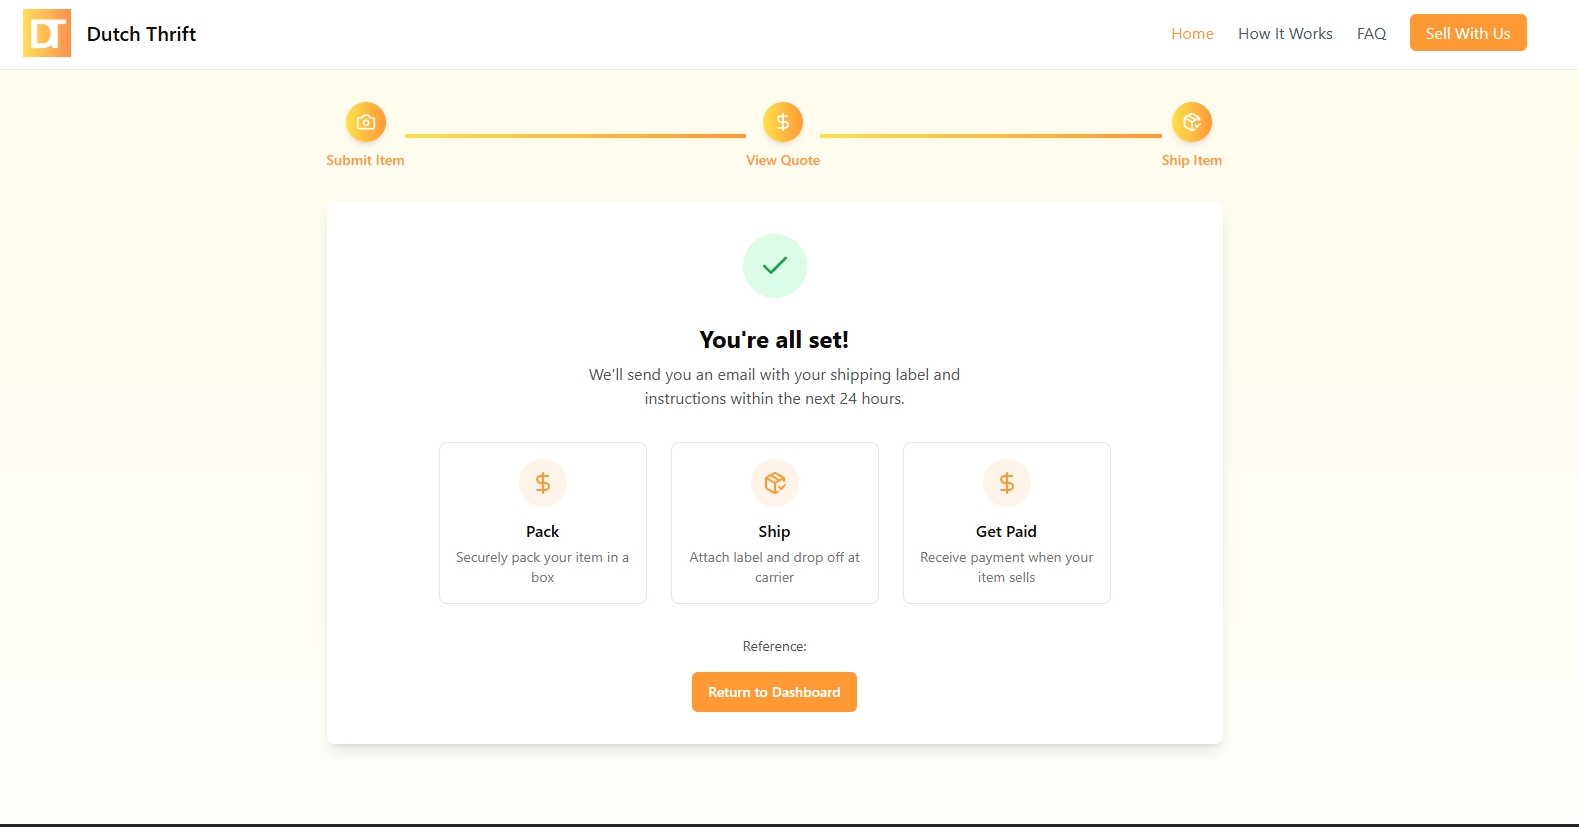 DT
Dutch Thrift
Home
How It Works
FAQ
Sell With Us
Submit Item
View Quote
Ship Item
You're all set!
We'll send you an email with your shipping label and
instructions within the next 24 hours.
Pack
Securely pack your item in a
box
Ship
Attach label and drop off at
carrier
Get Paid
Receive payment when your
item sells
Reference:
Return to Dashboard